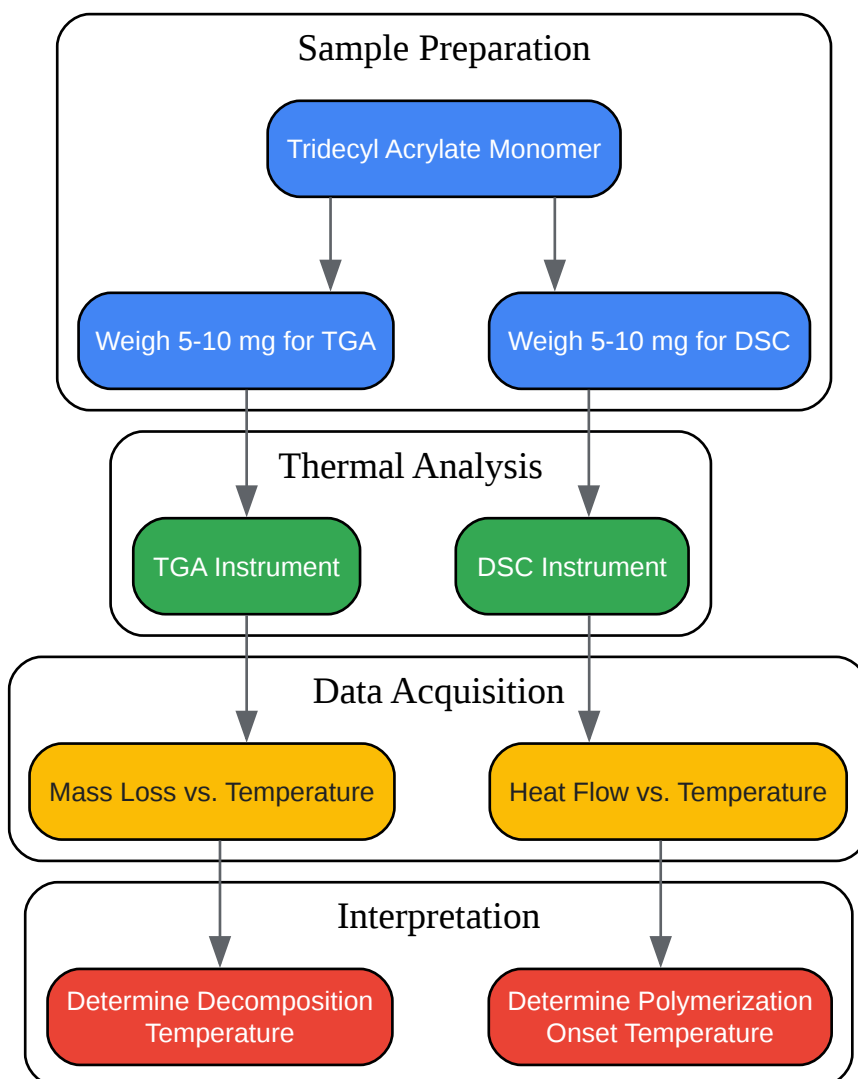 Sample Preparation
Tridecyl Acrylate Monomer
Weigh 5-10 mg for TGA
Weigh 5-10 mg for DSC
Thermal Analysis
TGA Instrument
DSC Instrument
Data Acquisition
Mass Loss vs. Temperature
Heat Flow vs. Temperature
Interpretation
Determine Decomposition
Temperature
Determine Polymerization
Onset Temperature